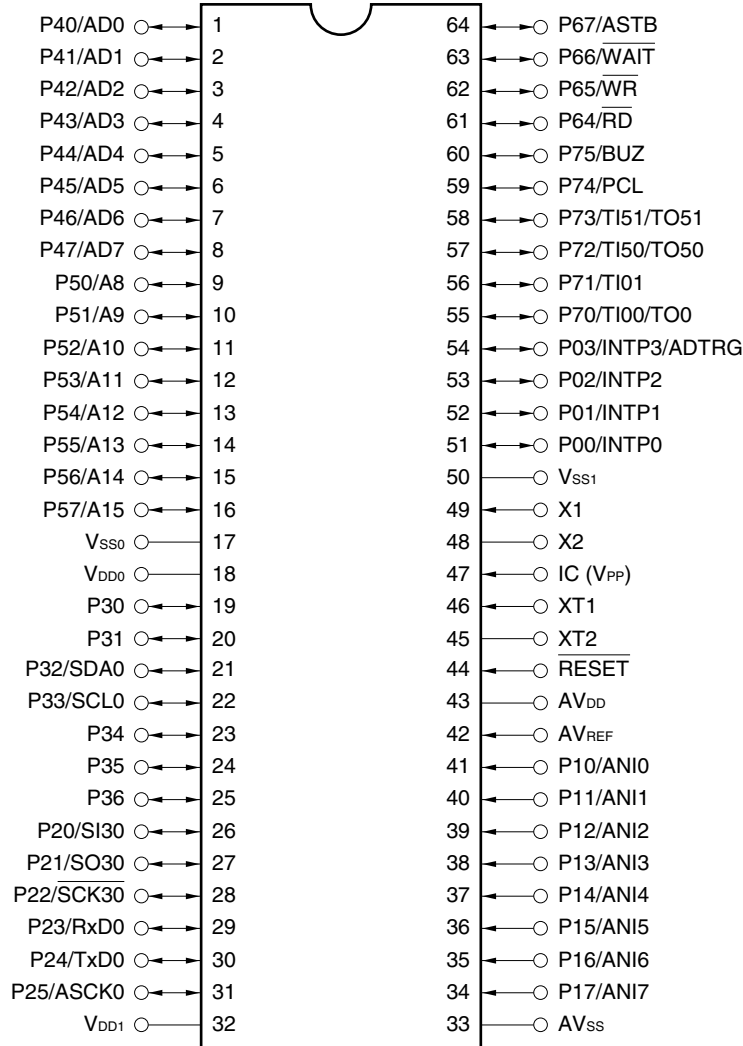 P40/AD0 1 64 P67/ASTB
P41/AD1 2 63 P66/WAIT
P42/AD2 3 62 P65/WR
P43/AD3 4 61 P64/RD
P44/AD4 5 60 P75/BUZ
P45/AD5 6 59 P74/PCL
P46/AD6 7 58 P73/TI51/TO51
P47/AD7 8 57 P72/TI50/TO50
P50/A8 9 56 P71/TI01
P51/A9 10 55 P70/TI00/TO0
P52/A10 11 54 P03/INTP3/ADTRG
P53/A11 12 53 P02/INTP2
P54/A12 13 52 P01/INTP1
P55/A13 14 51 P00/INTP0
P56/A14 15 50 VSS1
P57/A15 16 49 X1
VSS0 17 48 X2
VDD0 18 47 IC (VPP)
P30 19 46 XT1
P31 20 45 XT2
P32/SDA0 21 44 RESET
P33/SCL0 22 43 AVDD
P34 23 42 AVREF
P35 24 41 P10/ANI0
P36 25 40 P11/ANI1
P20/SI30 26 39 P12/ANI2
P21/SO30 27 38 P13/ANI3
P22/SCK30 28 37 P14/ANI4
P23/RxD0 29 36 P15/ANI5
P24/TxD0 30 35 P16/ANI6
P25/ASCK0 31 34 P17/ANI7
VDD1 32 33 AVSS